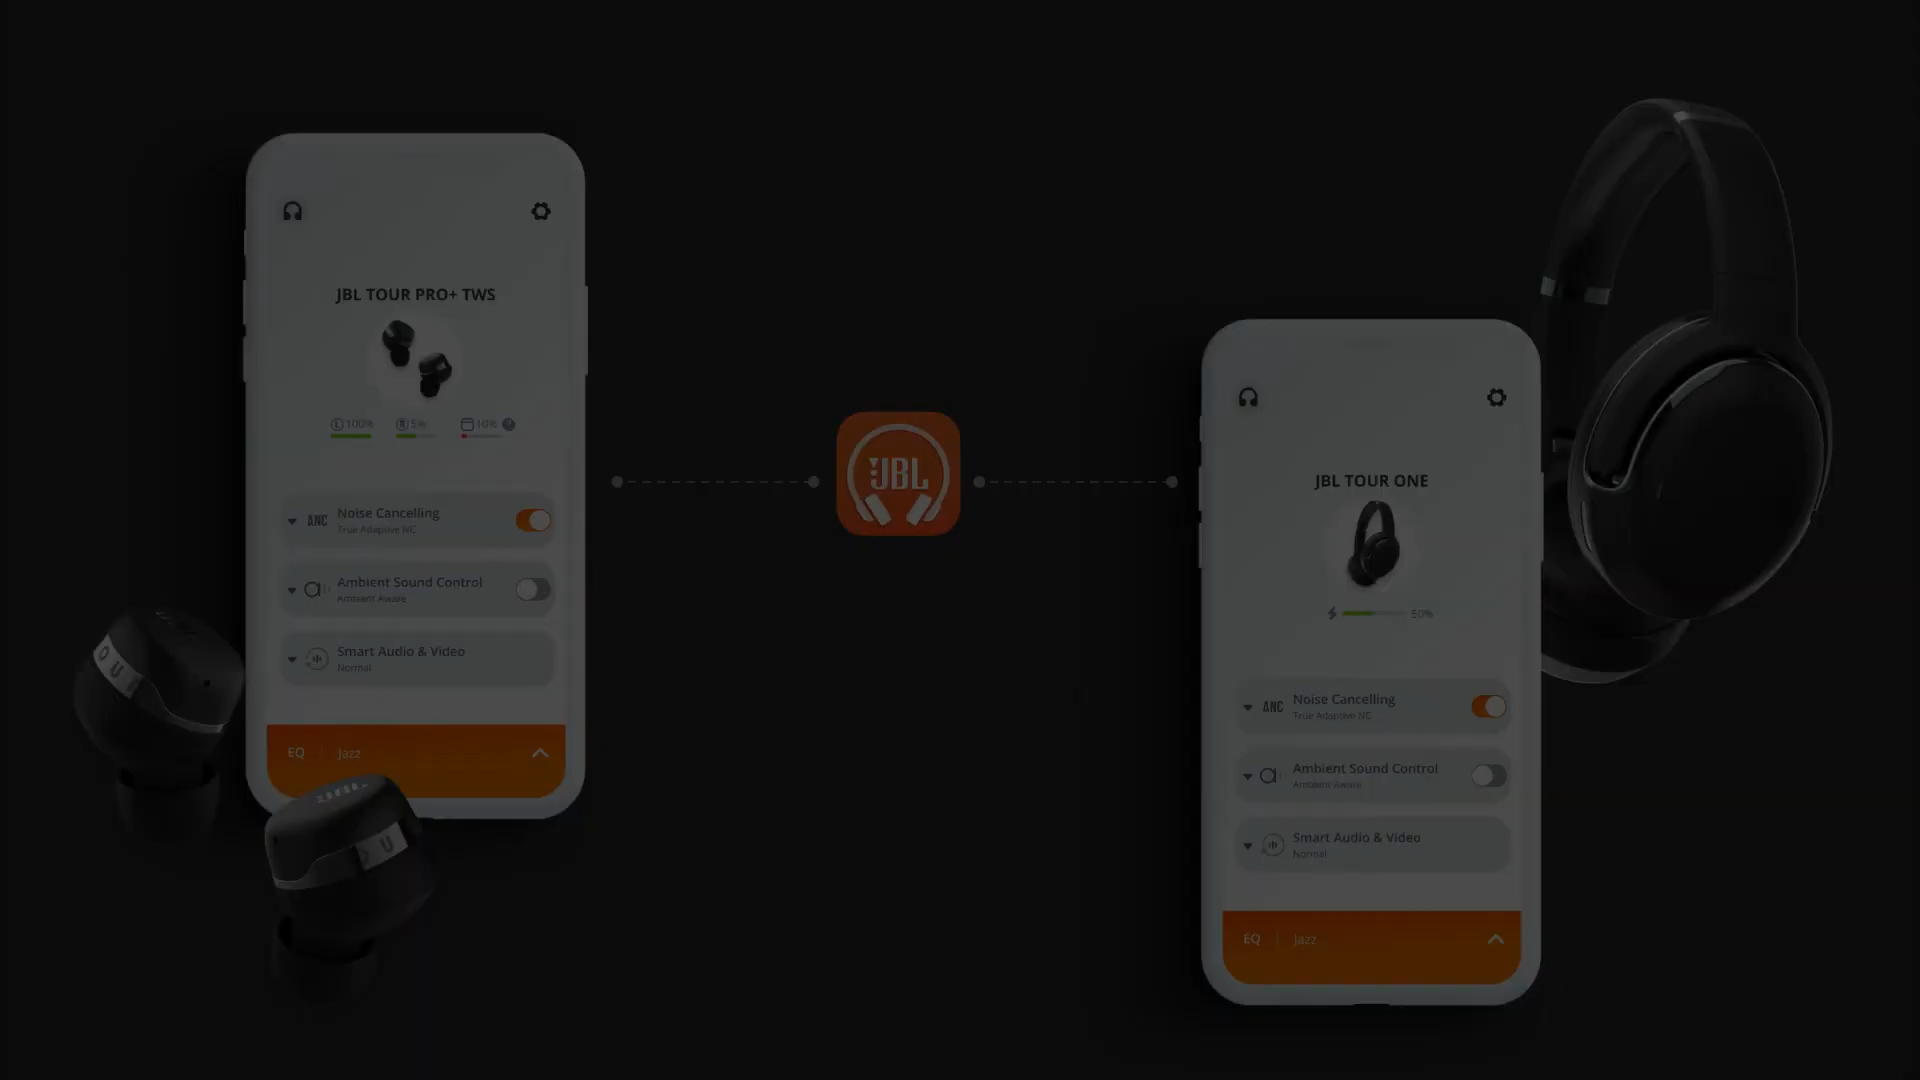 JBL TOUR PRO+ TWS
L 100% R 5% 10% ?
ANC Noise Cancelling
True Adaptive NC
Ambient Sound Control
Ambient Aware
Smart Audio & Video
Normal
EQ Jazz
JBL
JBL TOUR ONE
50%
ANC Noise Cancelling
True Adaptive NC
Ambient Sound Control
Ambient Aware
Smart Audio & Video
Normal
EQ Jazz